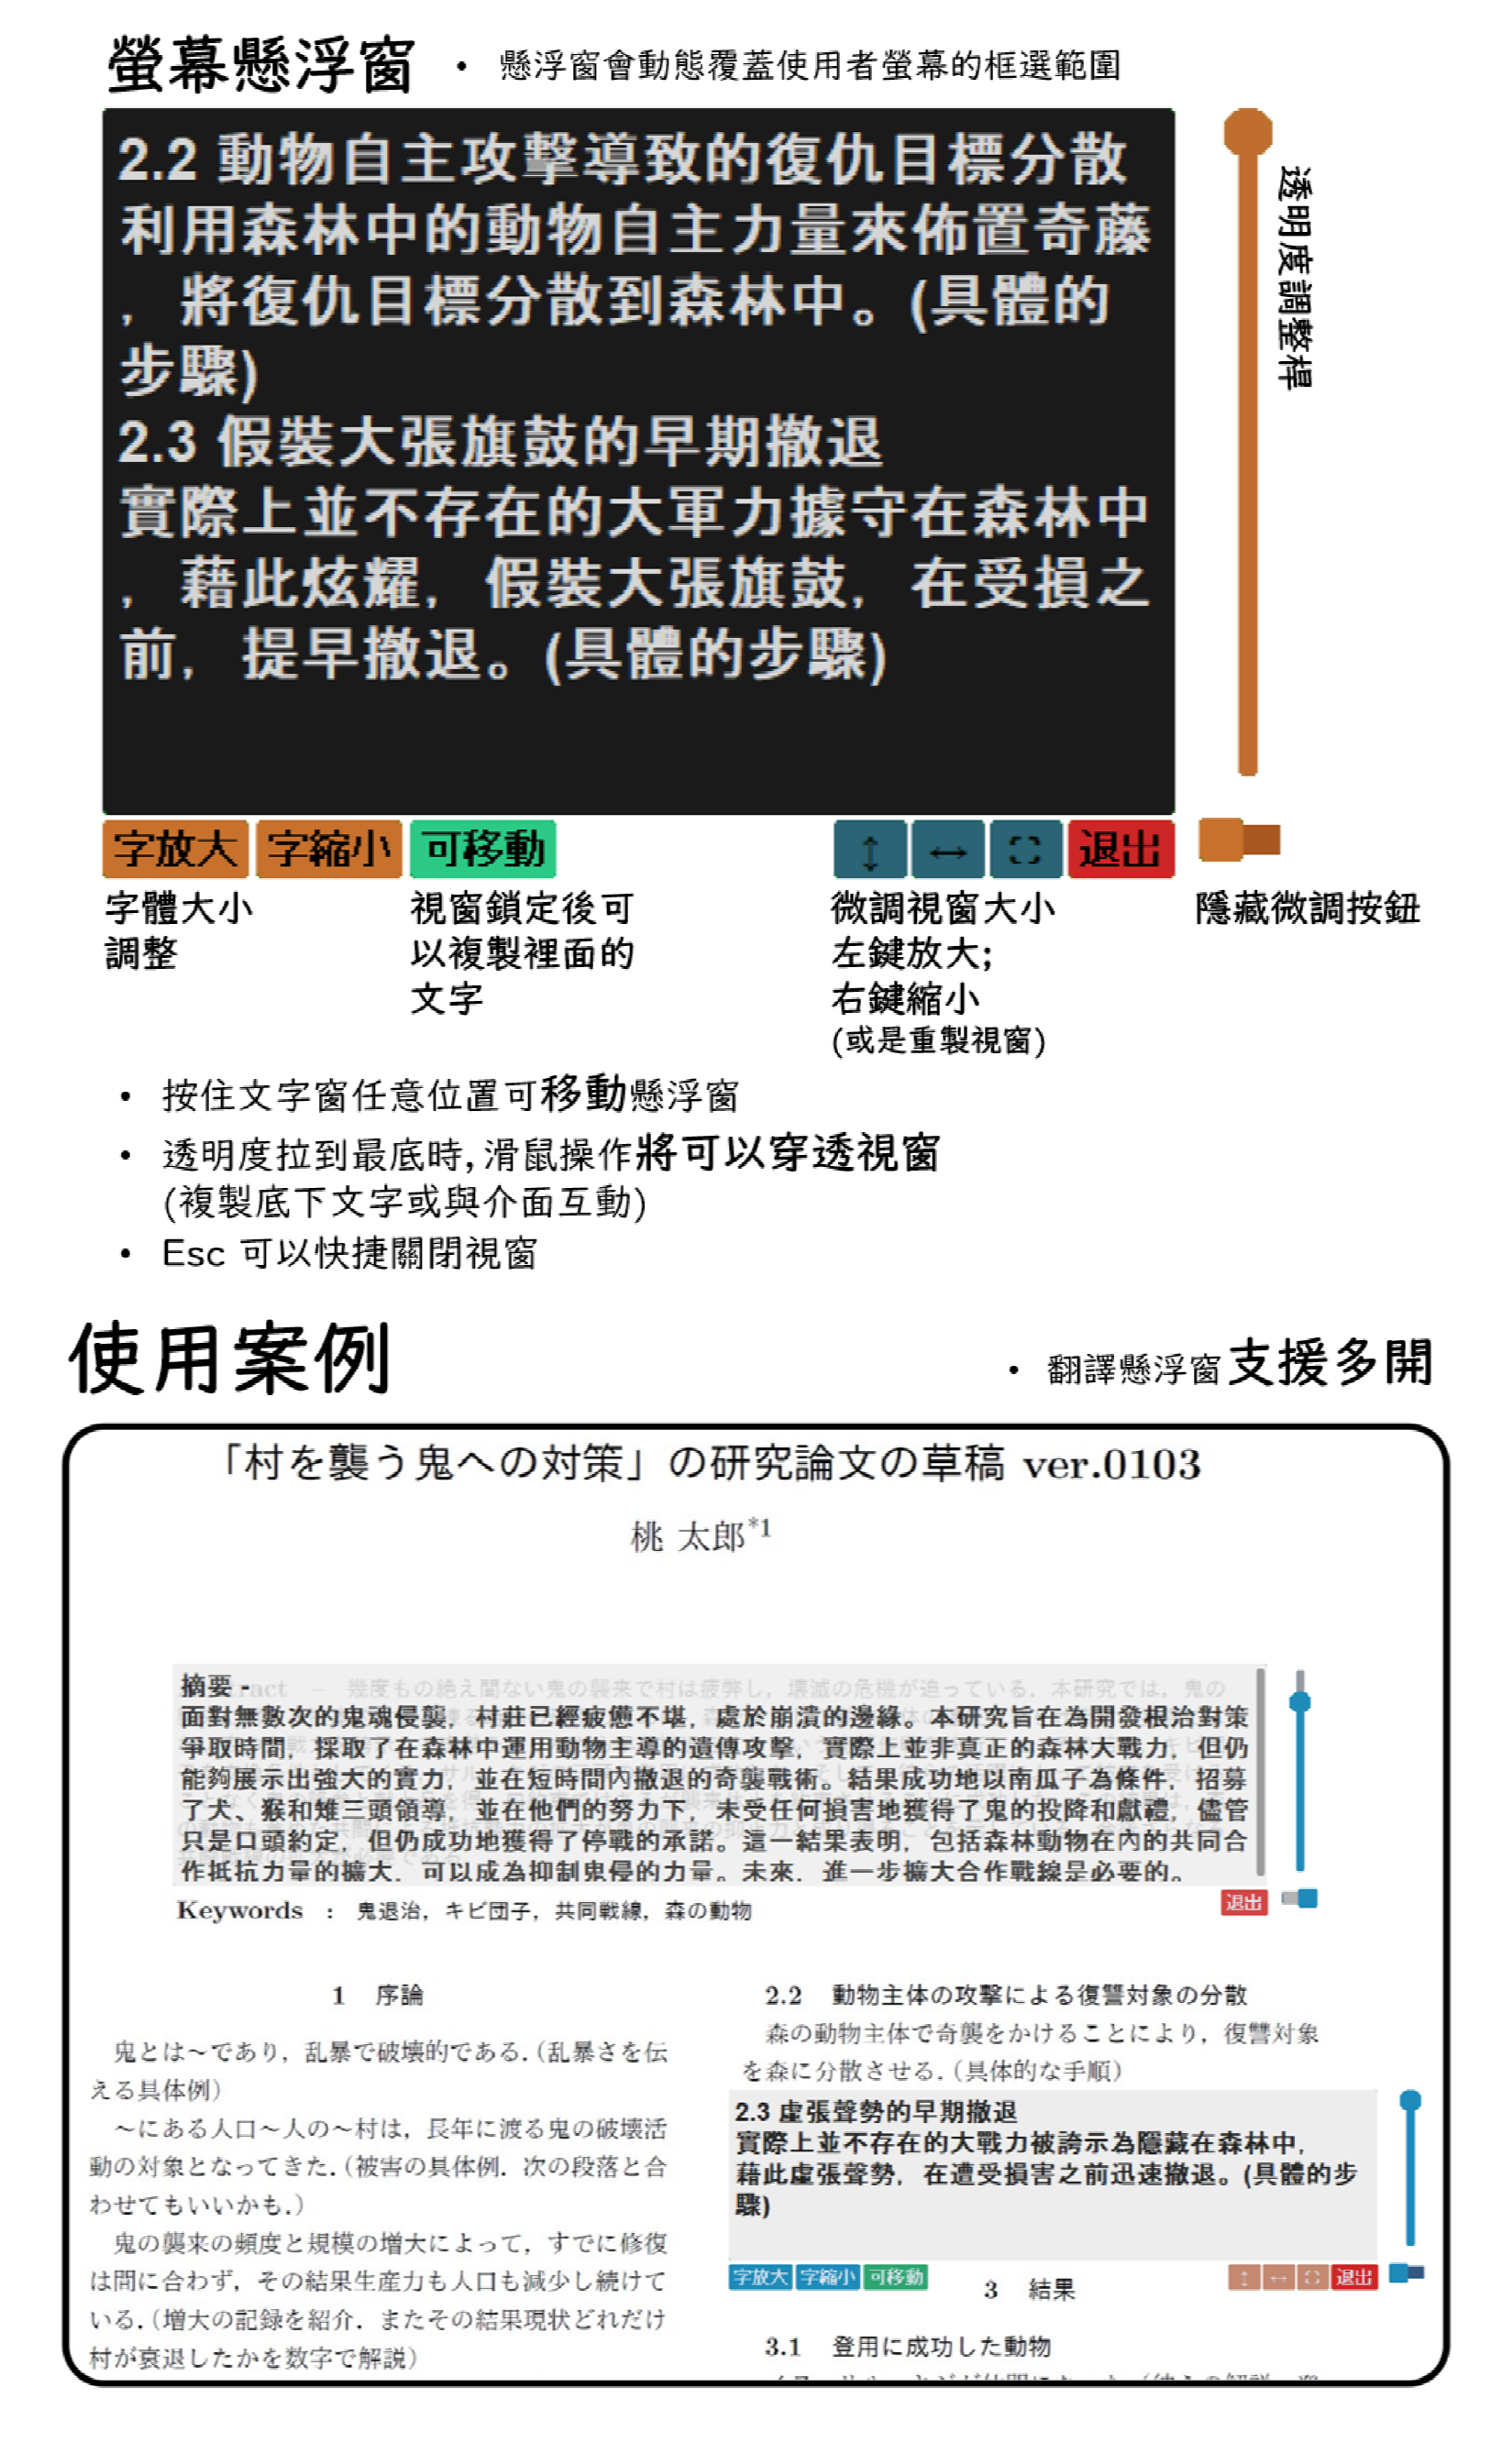 螢幕懸浮窗
• 懸浮窗會動態覆蓋使用者螢幕的框選範圍
2.2 動物自主攻擊導致的復仇目標分散
利用森林中的動物自主力量來佈置奇藤
，將復仇目標分散到森林中。(具體的
步驟)
2.3 假裝大張旗鼓的早期撤退
實際上並不存在的大軍力據守在森林中
，藉此炫耀，假裝大張旗鼓，在受損之
前，提早撤退。(具體的步驟)
透明度調整桿
字放大 字縮小 可移動 ↕ ↔ ⛶ 退出
字體大小
調整
視窗鎖定後可
以複製裡面的
文字
微調視窗大小
左鍵放大;
右鍵縮小
(或是重製視窗)
隱藏微調按鈕
• 按住文字窗任意位置可移動懸浮窗
• 透明度拉到最底時,滑鼠操作將可以穿透視窗
(複製底下文字或與介面互動)
• Esc 可以快捷關閉視窗
使用案例
• 翻譯懸浮窗支援多開
「村を襲う鬼への対策」の研究論文の草稿 ver.0103
桃 太郎*1
摘要 -
面對無數次的鬼魂侵襲，村莊已經疲憊不堪，處於崩潰的邊緣。本研究旨在為開發根治對策
爭取時間，採取了在森林中運用動物主導的遺傳攻擊，實際上並非真正的森林大戰力，但仍
能夠展示出強大的實力，並在短時間內撤退的奇襲戰術。結果成功地以南瓜子為條件，招募
了犬、猴和雉三頭領導，並在他們的努力下，未受任何損害地獲得了鬼的投降和獻禮，儘管
只是口頭約定，但仍成功地獲得了停戰的承諾。這一結果表明，包括森林動物在內的共同合
作抵抗力量的擴大，可以成為抑制鬼侵的力量。未來，進一步擴大合作戰線是必要的。
退出
Keywords ： 鬼退治，キビ団子，共同戦線，森の動物
1 序論
鬼とは～であり，乱暴で破壊的である.（乱暴さを伝
える具体例）
～にある人口～人の～村は，長年に渡る鬼の破壊活
動の対象となってきた.（被害の具体例．次の段落と合
わせてもいいかも.）
鬼の襲来の頻度と規模の増大によって，すでに修復
は間に合わず，その結果生産力も人口も減少し続けて
いる.（増大の記録を紹介．またその結果現状どれだけ
村が衰退したかを数字で解説）
2.2 動物主体の攻撃による復讐対象の分散
森の動物主体で奇襲をかけることにより，復讐対象
を森に分散させる.（具体的な手順）
2.3 虛張聲勢的早期撤退
實際上並不存在的大戰力被誇示為隱藏在森林中，
藉此虛張聲勢，在遭受損害之前迅速撤退。(具體的步
驟)
字放大 字縮小 可移動 ↕ ↔ ⛶ 退出
3 結果
3.1 登用に成功した動物